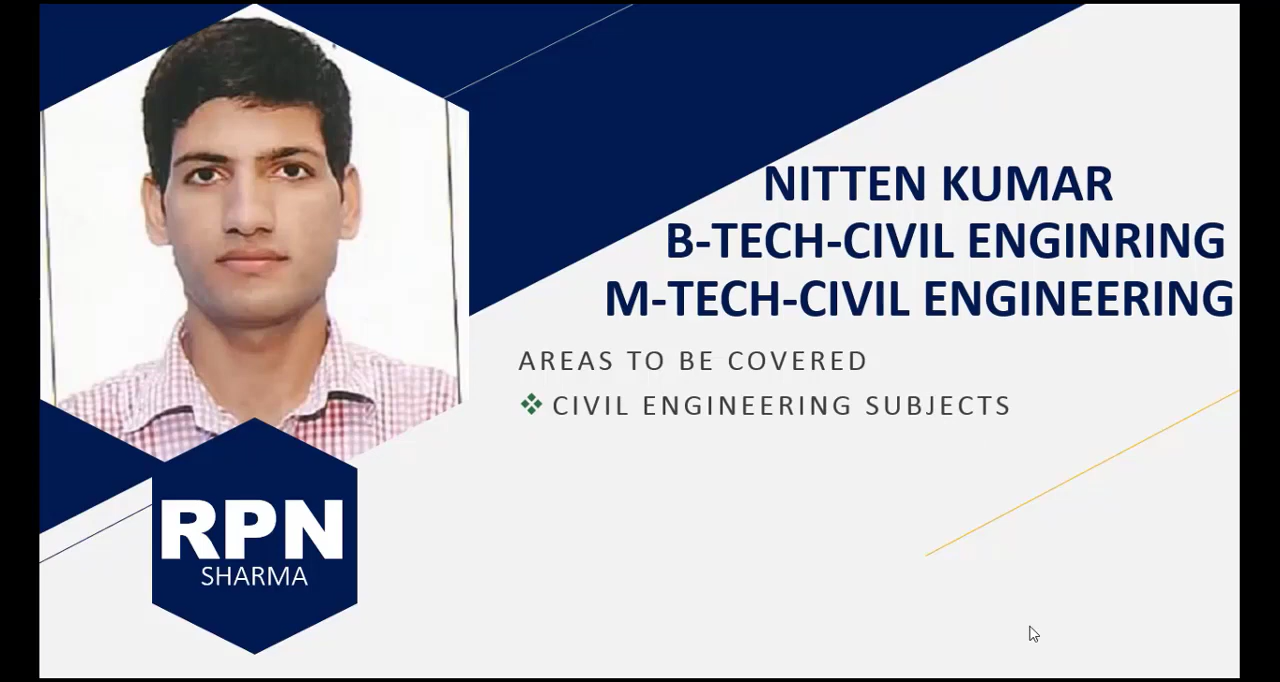 NITTEN KUMAR
B-TECH-CIVIL ENGINRING
M-TECH-CIVIL ENGINEERING
AREAS TO BE COVERED
❖ CIVIL ENGINEERING SUBJECTS
RPN
SHARMA